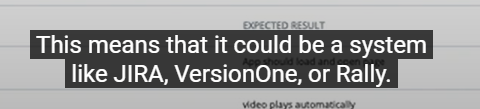 EXPECTED RESULT
This means that it could be a system
like JIRA, VersionOne, or Rally.
video plays automatically